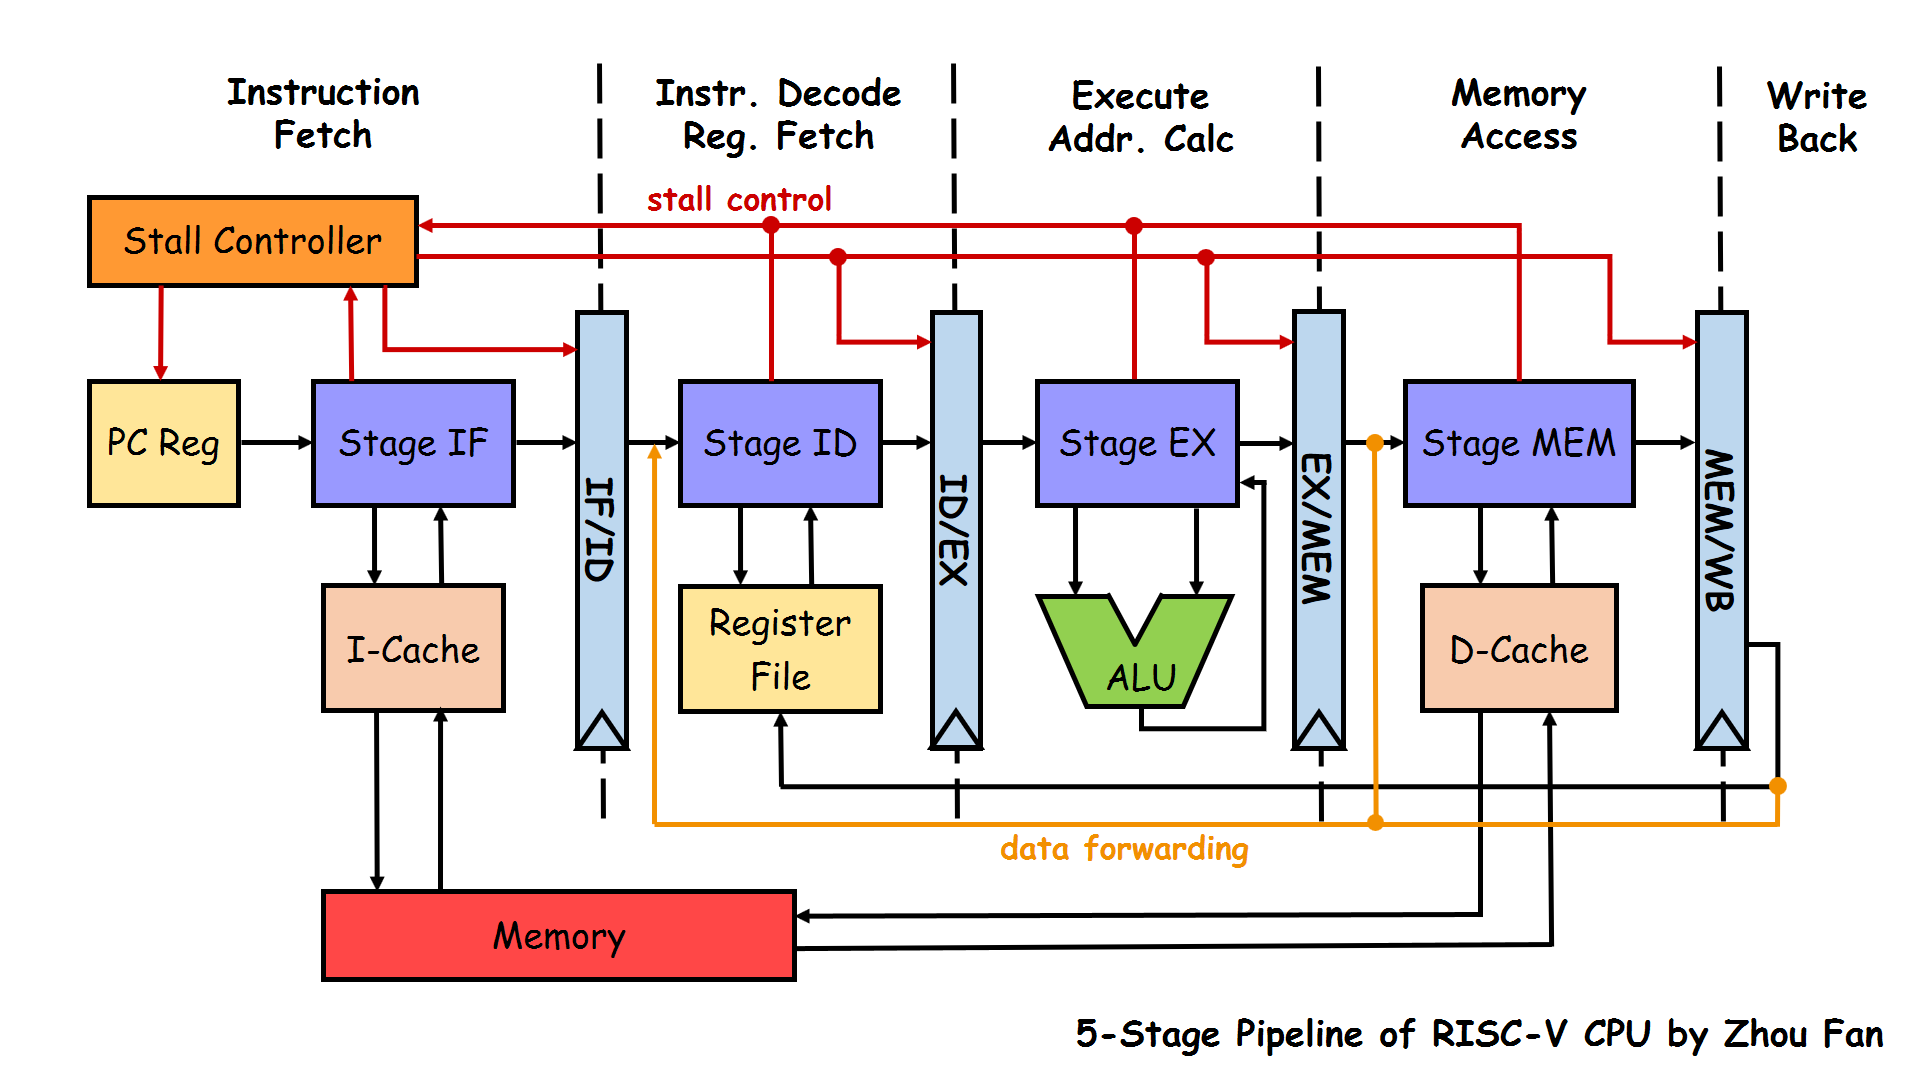 Instruction
Fetch
Instr. Decode
Reg. Fetch
Execute
Addr. Calc
Memory
Access
Write
Back
stall control
Stall Controller
PC Reg
Stage IF
IF/ID
Stage ID
ID/EX
Stage EX
EX/MEM
Stage MEM
MEM/WB
I-Cache
Register
File
ALU
D-Cache
data forwarding
Memory
5-Stage Pipeline of RISC-V CPU by Zhou Fan